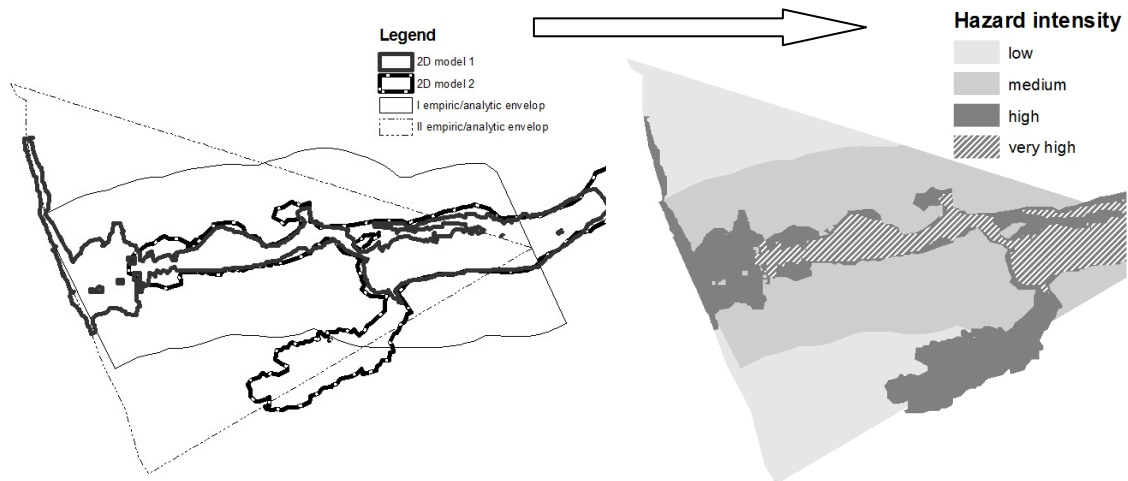 Legend
2D model 1
2D model 2
I empiric/analytic envelop
II empiric/analytic envelop
Hazard intensity
low
medium
high
very high